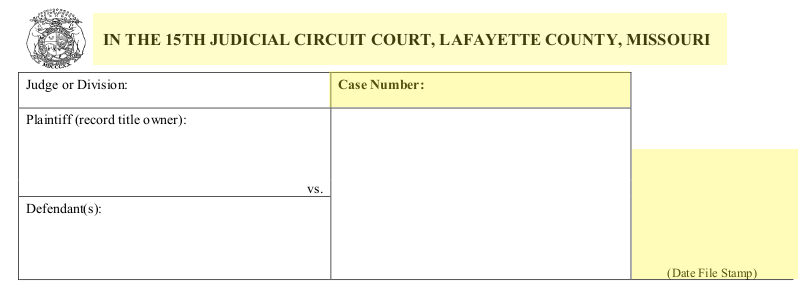 IN THE 15TH JUDICIAL CIRCUIT COURT, LAFAYETTE COUNTY, MISSOURI
Judge or Division:
Case Number:
Plaintiff (record title owner):
vs.
Defendant(s):
(Date File Stamp)